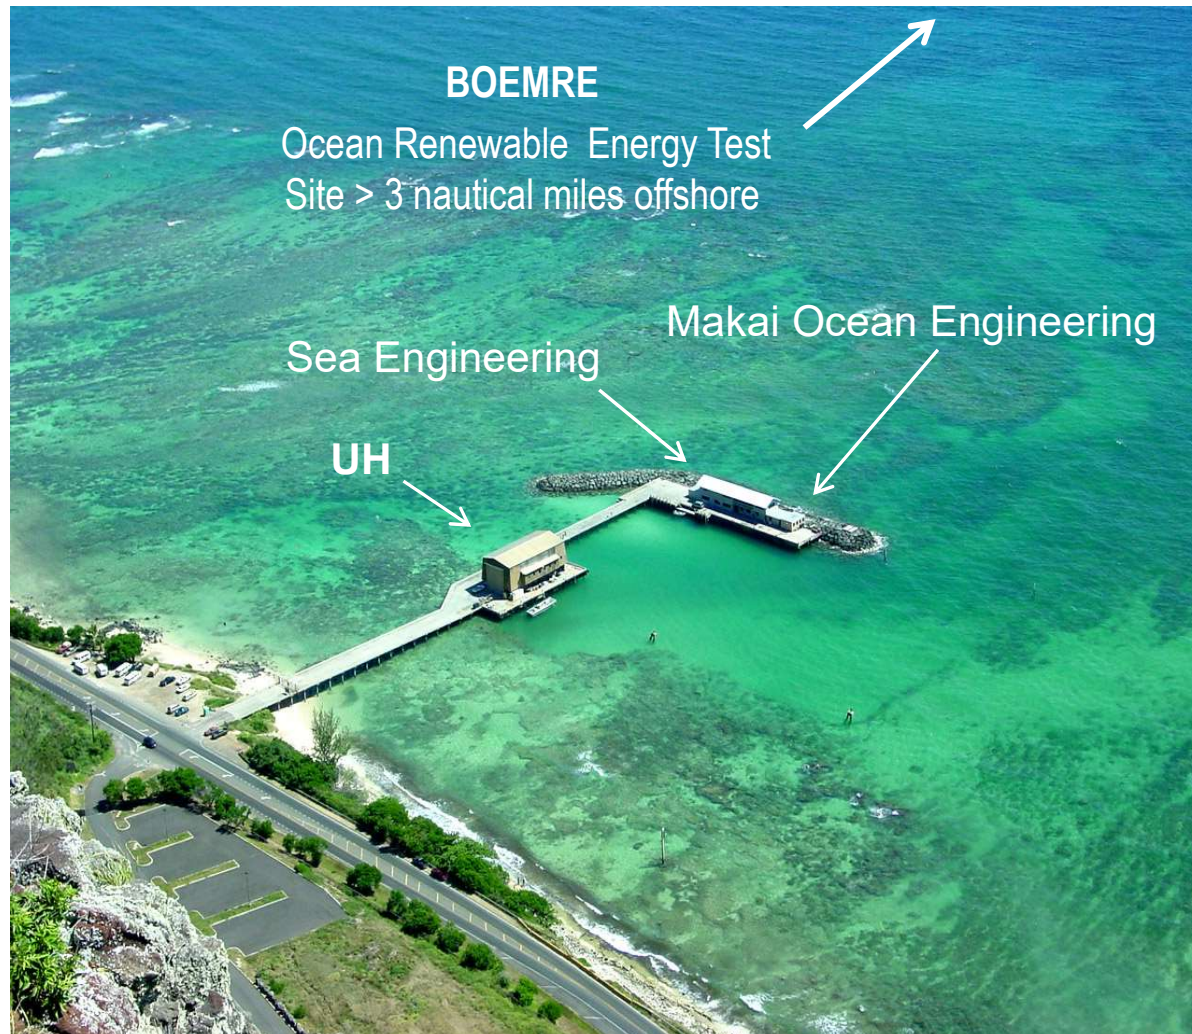 BOEMRE
Ocean Renewable Energy Test
Site > 3 nautical miles offshore
Makai Ocean Engineering
Sea Engineering
UH